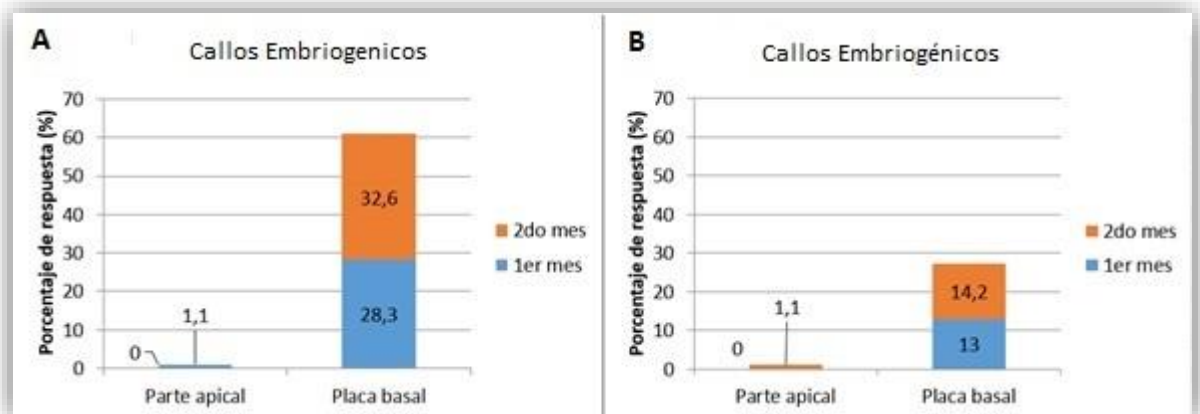 A
Callos Embriogenicos
Porcentaje de respuesta (%)
70
60
50
40
30
20
10
0
32,6
28,3
1,1
0
Parte apical
Placa basal
2do mes
1er mes
B
Callos Embriogénicos
Porcentaje de respuesta (%)
70
60
50
40
30
20
10
0
14,2
13
1,1
0
Parte apical
Placa basal
2do mes
1er mes